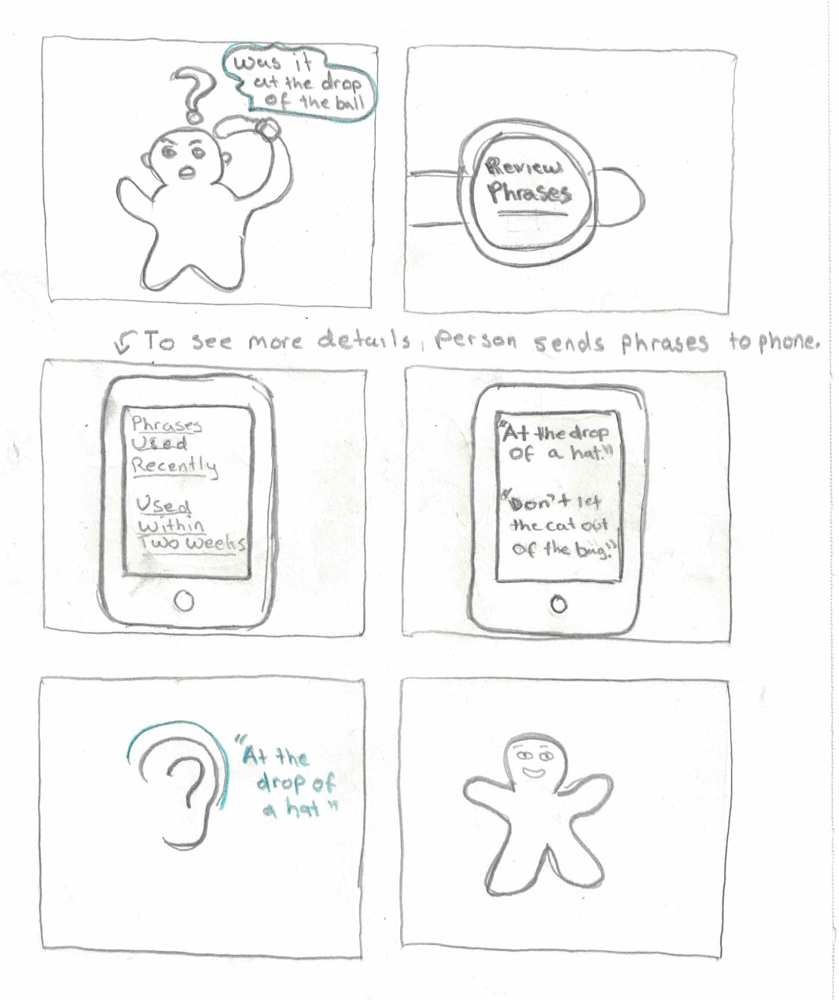 was it
at the drop
of the ball
Review
Phrases
To see more details, person sends phrases to phone.
Phrases
Used
Recently
Used
Within
Two weeks
"At the drop
of a hat."
"Don't let
the cat out
of the bag."
"At the
drop of
a hat"